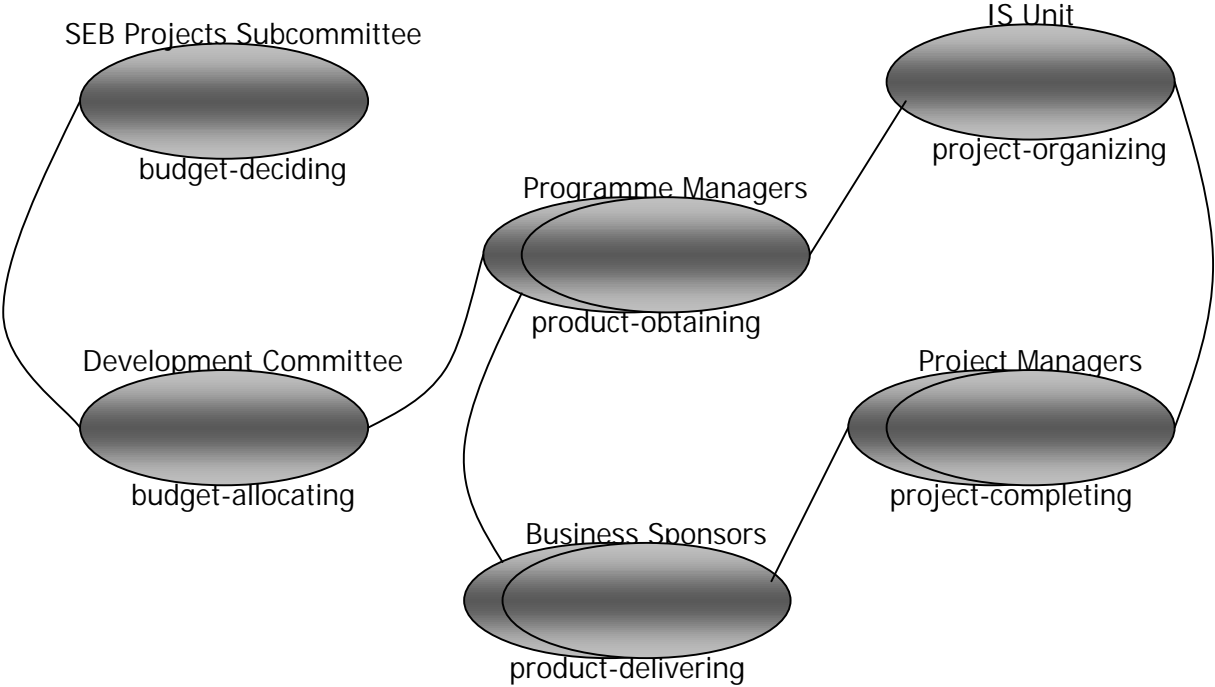 SEB Projects Subcommittee
budget-deciding
IS Unit
project-organizing
Programme Managers
product-obtaining
Development Committee
budget-allocating
Project Managers
project-completing
Business Sponsors
product-delivering